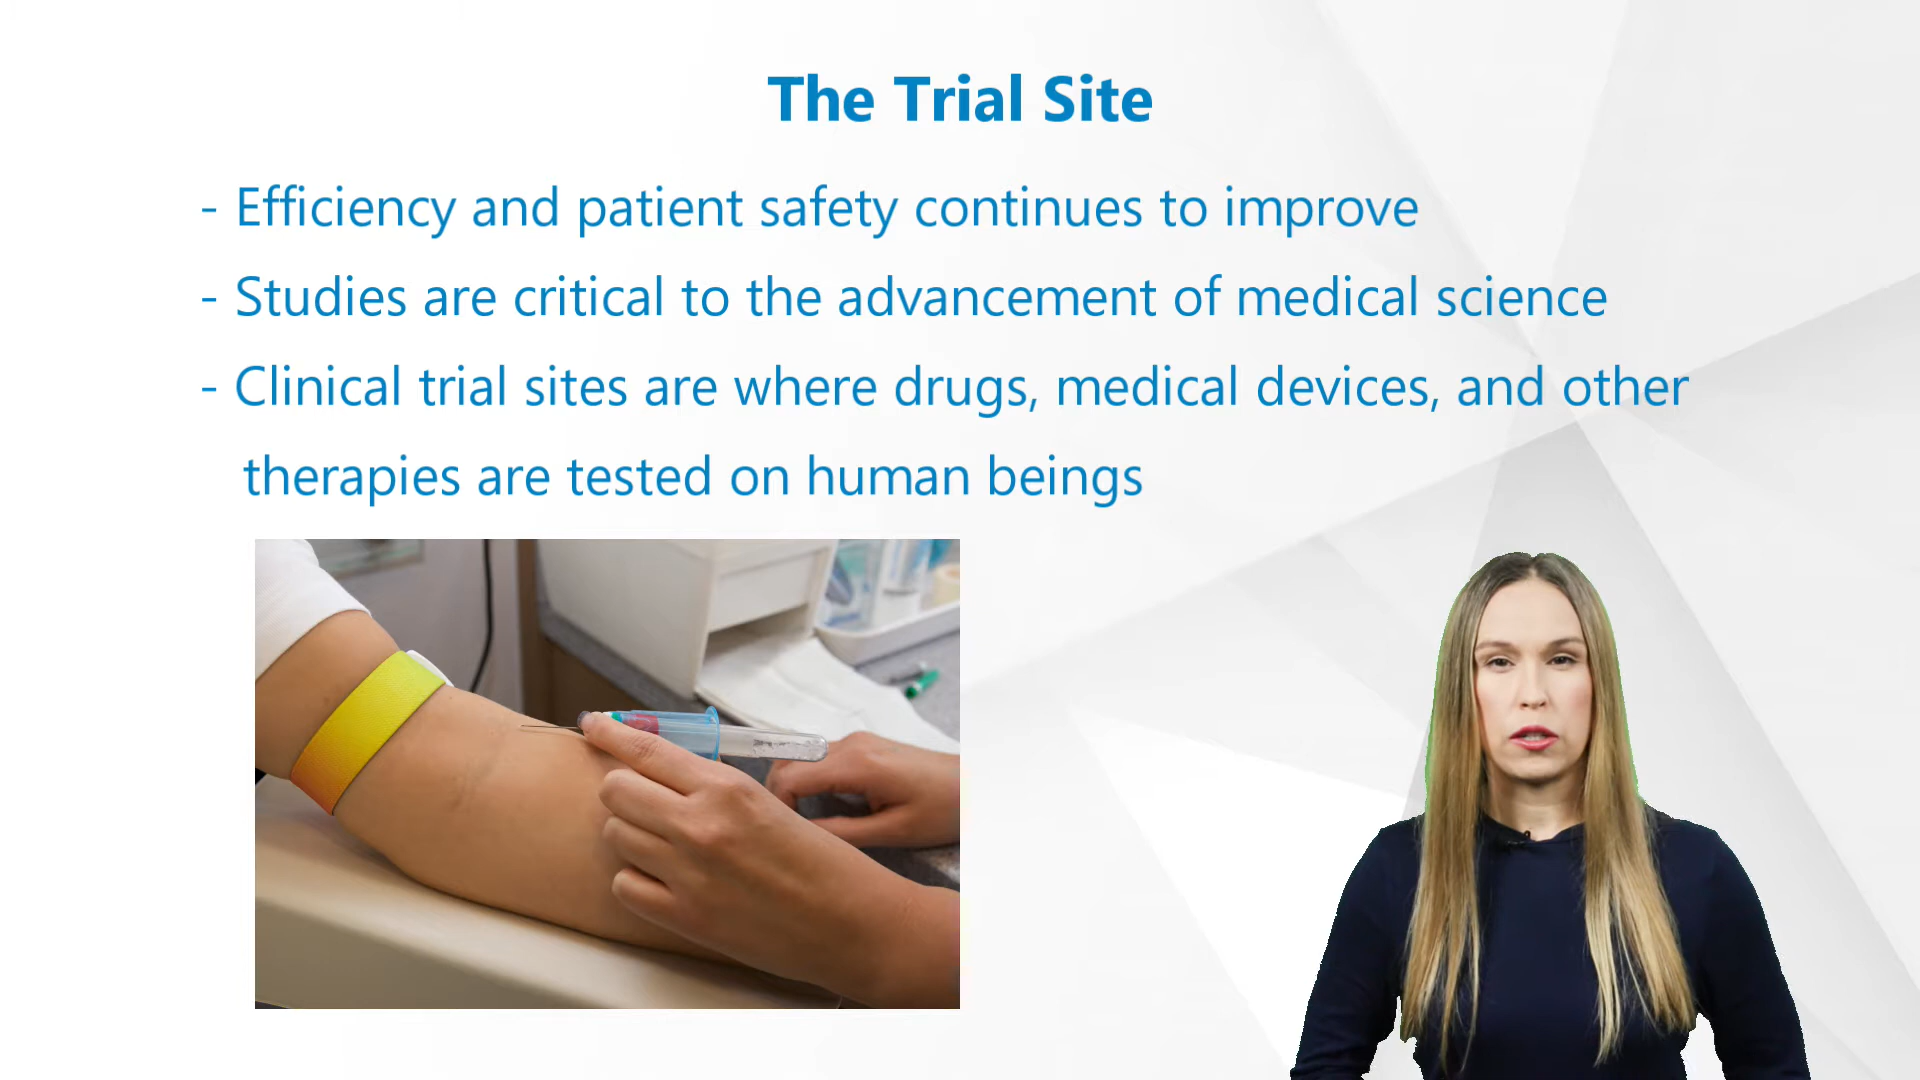 The Trial Site
- Efficiency and patient safety continues to improve
- Studies are critical to the advancement of medical science
- Clinical trial sites are where drugs, medical devices, and other
therapies are tested on human beings